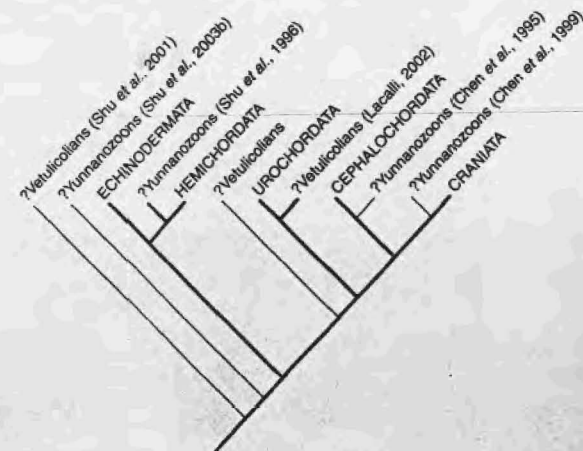 ?Vetulicolians (Shu et al., 2001)
?Yunnanozoons (Shu et al., 2003b)
ECHINODERMATA
?Yunnanozoons (Shu et al., 1996)
HEMICHORDATA
?Vetulicolians
UROCHORDATA
?Vetulicolians (Lacalli, 2002)
CEPHALOCHORDATA
?Yunnanozoons (Chen et al., 1995)
?Yunnanozoons (Chen et al., 1999)
CRANIATA